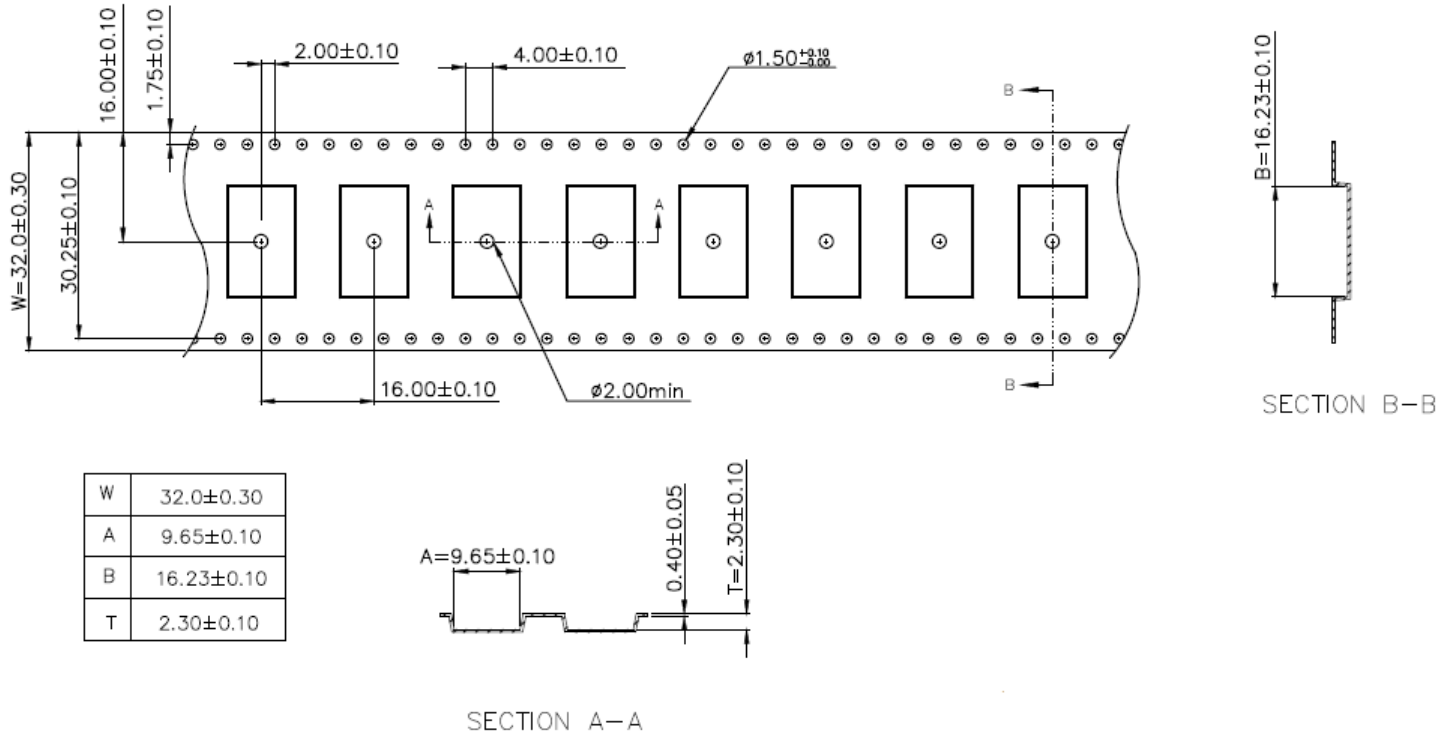 16.00±0.10
1.75±0.10
2.00±0.10
4.00±0.10
ø1.50+0.10
-0.00
B
B=16.23±0.10
W=32.0±0.30
30.25±0.10
A
A
16.00±0.10
ø2.00min
B
SECTION B-B
W 32.0±0.30
A 9.65±0.10
B 16.23±0.10
T 2.30±0.10
A=9.65±0.10
0.40±0.05
T=2.30±0.10
SECTION A-A